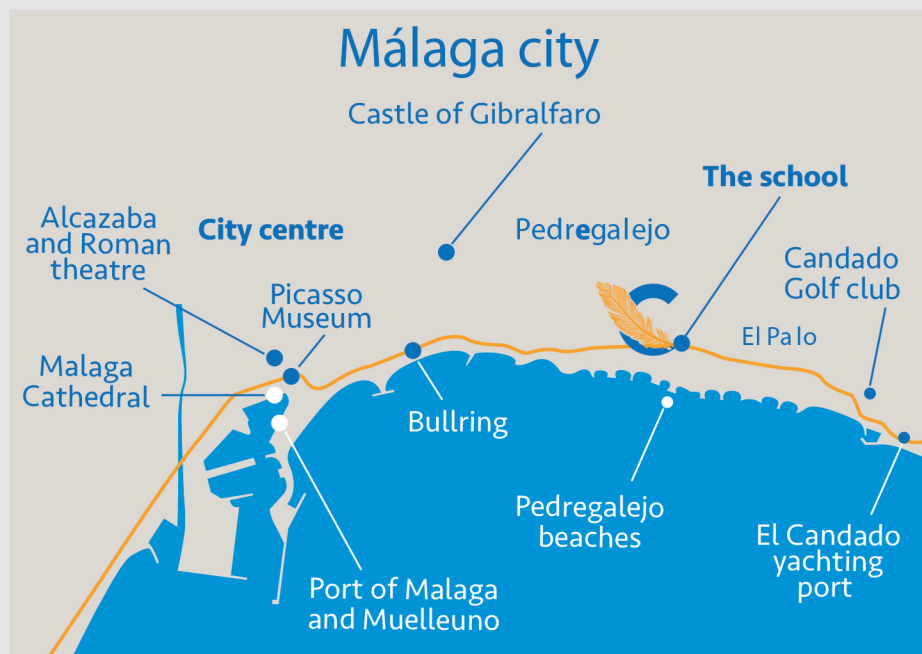 Málaga city
Castle of Gibralfaro
The school
Alcazaba
and Roman
theatre
City centre
Pedregalejo
Candado
Golf club
Picasso
Museum
El Palo
Malaga
Cathedral
Bullring
Pedregalejo
beaches
El Candado
yachting
port
Port of Malaga
and Muelleuno